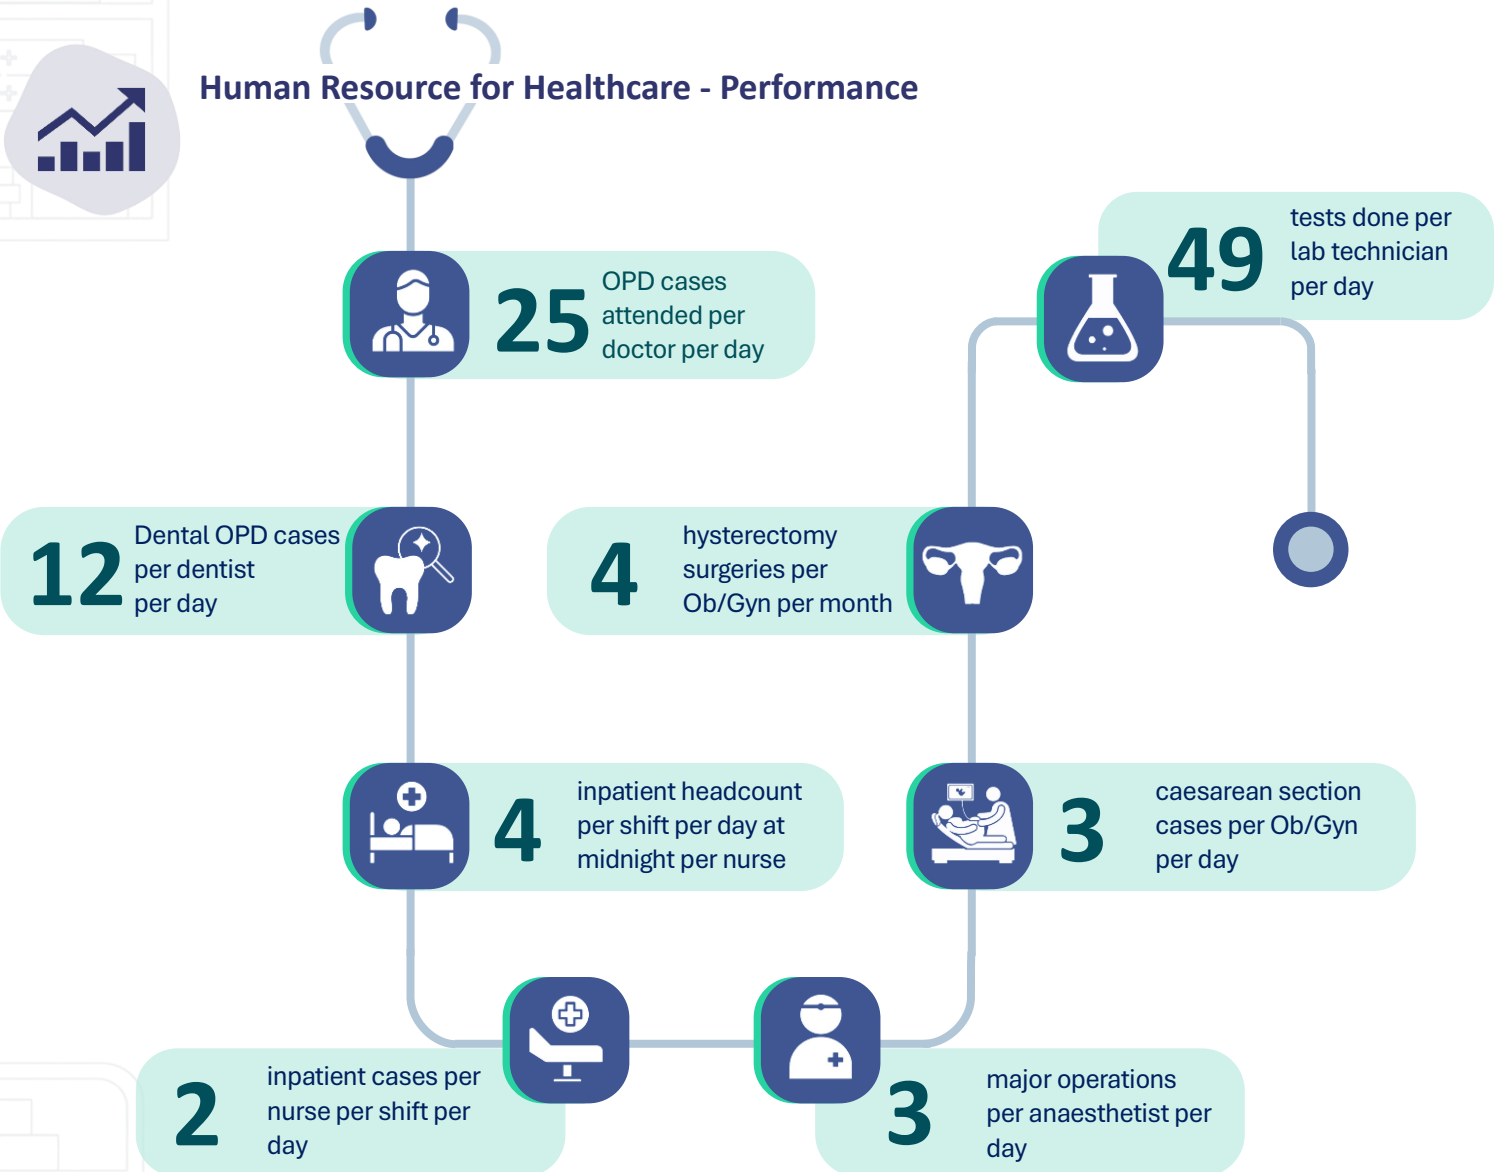 Human Resource for Healthcare - Performance
25
OPD cases
attended per
doctor per day
12
Dental OPD cases
per dentist
per day
4
inpatient headcount
per shift per day at
midnight per nurse
2
inpatient cases per
nurse per shift per
day
3
major operations
per anaesthetist per
day
3
caesarean section
cases per Ob/Gyn
per day
4
hysterectomy
surgeries per
Ob/Gyn per month
49
tests done per
lab technician
per day